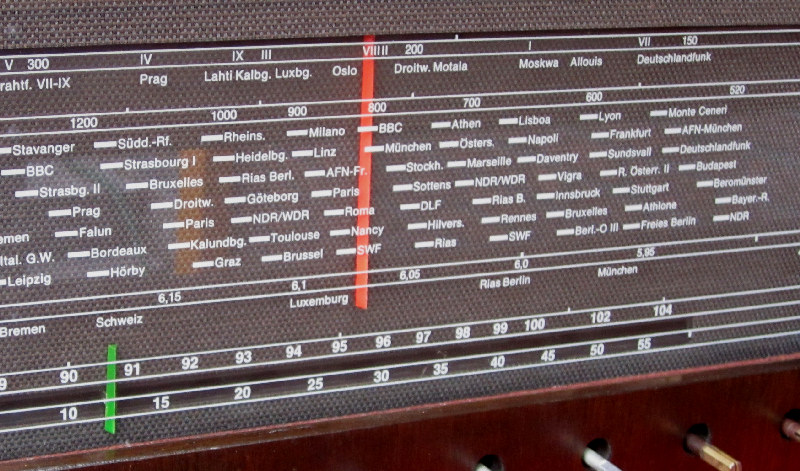 V 300 IV IX III VIII II 200 I VII 150
rahtf. VII-IX Prag Lahti Kalbg. Luxbg. Oslo Droitw. Motala Moskwa Allouis Deutschlandfunk
1200 1000 900 800 700 600 520
Stavanger Südd.-Rf. Rheins. Milano BBC Athen Lisboa Lyon Monte Ceneri
BBC Strasbourg I Heidelbg. Linz München Osters. Napoli Frankfurt AFN-München
Strasbg. II Bruxelles Rias Berl. AFN-Fr. Stockh. Marseille Daventry Sundsvall Deutschlandfunk
Prag Droitw. Göteborg Paris Sottens NDR/WDR Vigra R. Österr. II Budapest
emen Falun Paris NDR/WDR Roma DLF Rias B. Innsbruck Stuttgart Beromünster
Ital. G.W. Bordeaux Kalundbg. Toulouse Nancy Hilvers. Rennes Bruxelles Athlone Bayer.-R.
Leipzig Hörby Graz Brussel SWF Rias SWF Berl.-O III Freies Berlin NDR
6,15 6,1 6,05 6,0 5,95
Bremen Schweiz Luxemburg Rias Berlin München
9 90 91 92 93 94 95 96 97 98 99 100 102 104
10 15 20 25 30 35 40 45 50 55